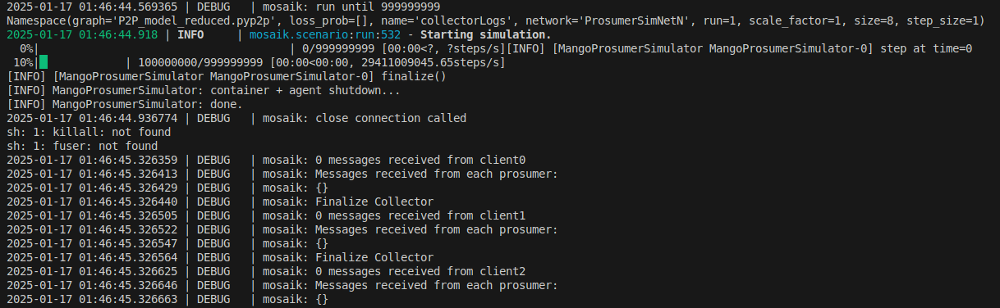 2025-01-17 01:46:44.569365 | DEBUG   | mosaik: run until 999999999
Namespace(graph='P2P_model_reduced.pyp2p', loss_prob=[], name='collectorLogs', network='ProsumerSimNetN', run=1, scale_factor=1, size=8, step_size=1)
2025-01-17 01:46:44.918 | INFO     | mosaik.scenario:run:532 - Starting simulation.
  0%|                                     | 0/999999999 [00:00<?, ?steps/s][INFO] [MangoProsumerSimulator MangoProsumerSimulator-0] step at time=0
 10%|            | 100000000/999999999 [00:00<00:00, 29411009045.65steps/s]
[INFO] [MangoProsumerSimulator MangoProsumerSimulator-0] finalize()
[INFO] MangoProsumerSimulator: container + agent shutdown...
[INFO] MangoProsumerSimulator: done.
2025-01-17 01:46:44.936774 | DEBUG   | mosaik: close connection called
sh: 1: killall: not found
sh: 1: fuser: not found
2025-01-17 01:46:45.326359 | DEBUG   | mosaik: 0 messages received from client0
2025-01-17 01:46:45.326413 | DEBUG   | mosaik: Messages received from each prosumer:
2025-01-17 01:46:45.326429 | DEBUG   | mosaik: {}
2025-01-17 01:46:45.326440 | DEBUG   | mosaik: Finalize Collector
2025-01-17 01:46:45.326505 | DEBUG   | mosaik: 0 messages received from client1
2025-01-17 01:46:45.326522 | DEBUG   | mosaik: Messages received from each prosumer:
2025-01-17 01:46:45.326547 | DEBUG   | mosaik: {}
2025-01-17 01:46:45.326564 | DEBUG   | mosaik: Finalize Collector
2025-01-17 01:46:45.326625 | DEBUG   | mosaik: 0 messages received from client2
2025-01-17 01:46:45.326646 | DEBUG   | mosaik: Messages received from each prosumer:
2025-01-17 01:46:45.326663 | DEBUG   | mosaik: {}